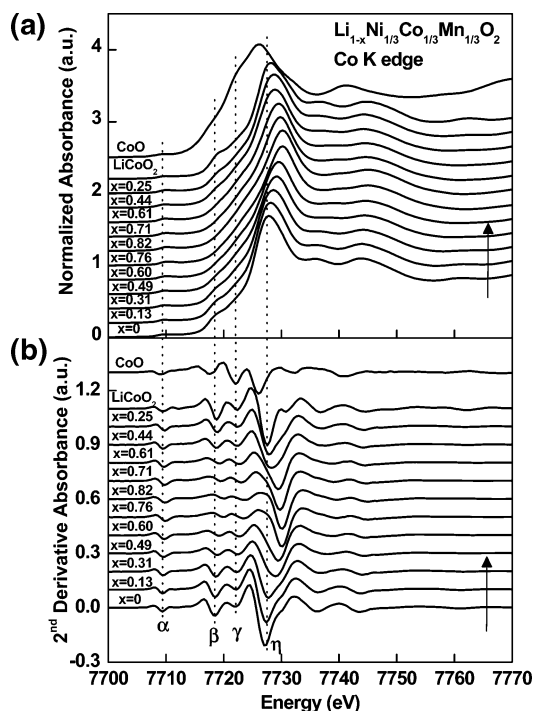 (a)
Li1-xNi1/3Co1/3Mn1/3O2
Co K edge
Normalized Absorbance (a.u.)
4
3
2
1
0
CoO
LiCoO2
x=0.25
x=0.44
x=0.61
x=0.71
x=0.82
x=0.76
x=0.60
x=0.49
x=0.31
x=0.13
x=0
(b)
2nd Derivative Absorbance (a.u.)
1.2
0.9
0.6
0.3
0.0
-0.3
CoO
LiCoO2
x=0.25
x=0.44
x=0.61
x=0.71
x=0.82
x=0.76
x=0.60
x=0.49
x=0.31
x=0.13
x=0
α β γ η
7700 7710 7720 7730 7740 7750 7760 7770
Energy (eV)